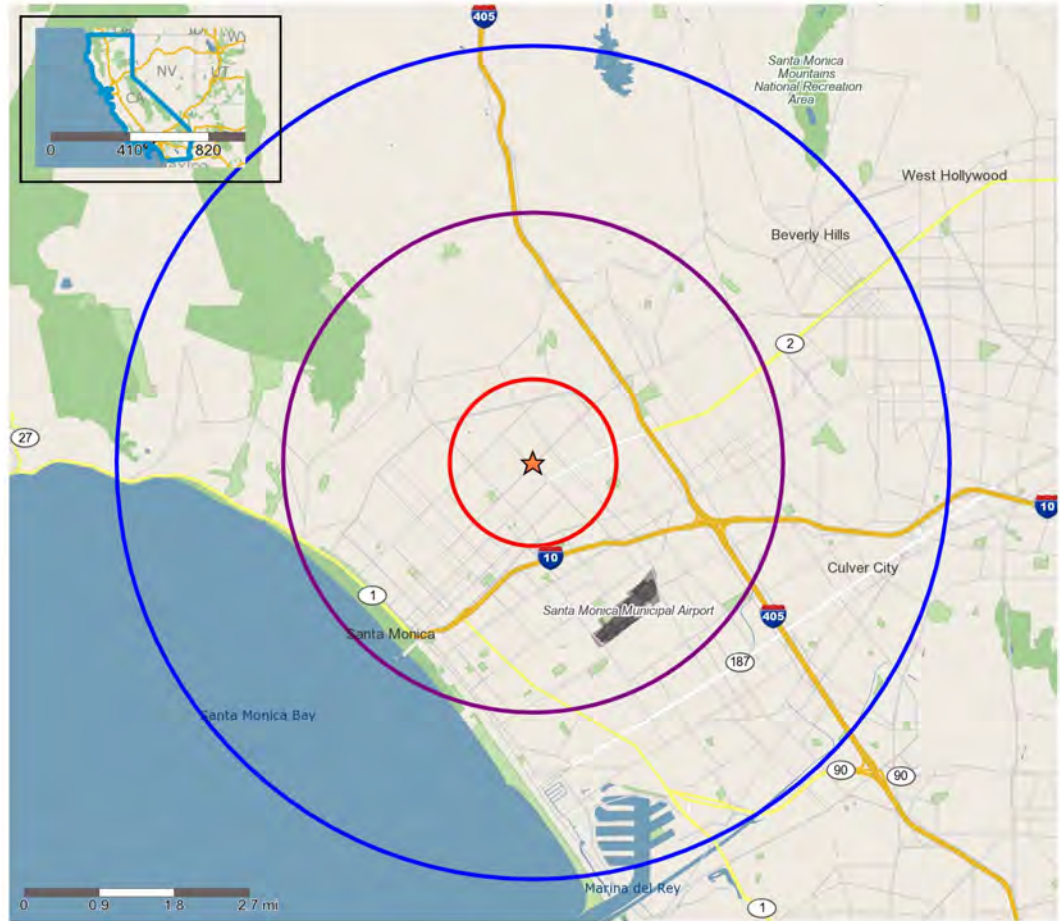 405
NV
UT
CA
0 410 820
Santa Monica
Mountains
National Recreation
Area
West Hollywood
Beverly Hills
2
27
10
10
Culver City
1
Santa Monica Municipal Airport
405
Santa Monica
187
Santa Monica Bay
90
90
Marina del Rey
0 0.9 1.8 2.7 mi
1